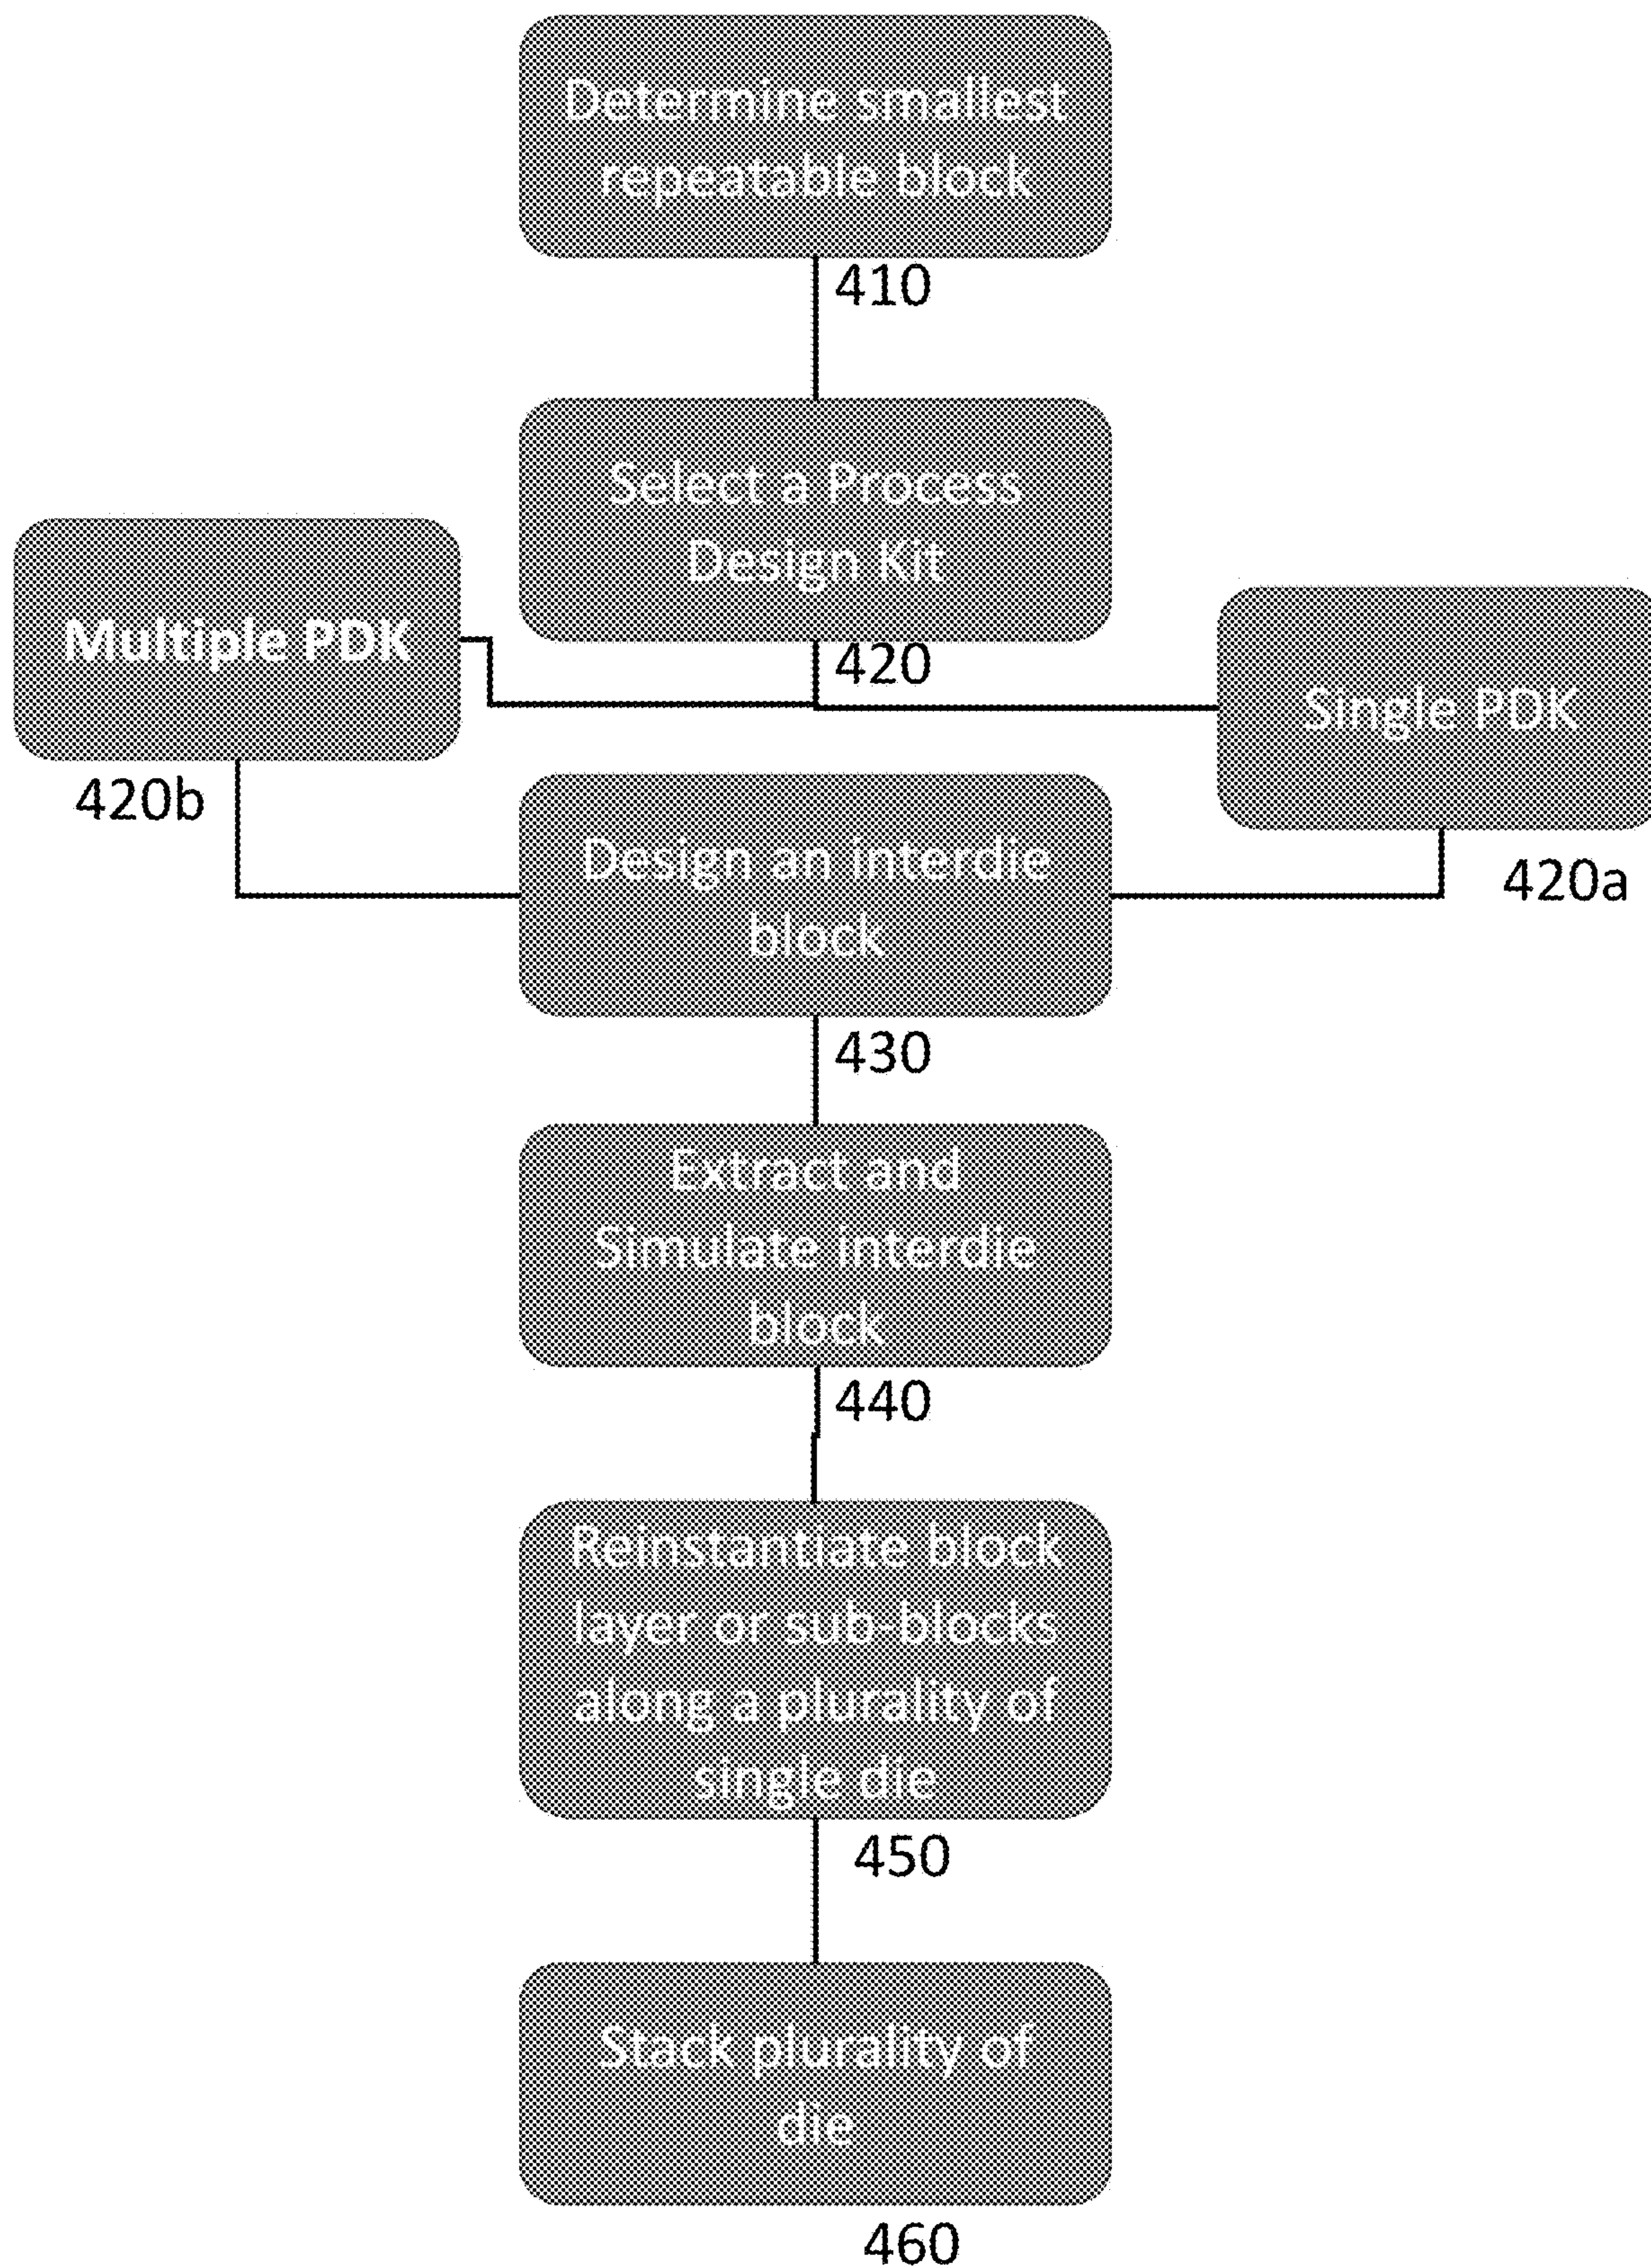 Determine smallest
repeatable block
410
Select a Process
Design Kit
420
Multiple PDK
420b
Single PDK
420a
Design an interdie
block
430
Extract and
Simulate interdie
block
440
Reinstantiate block
layer or sub-blocks
along a plurality of
single die
450
Stack plurality of
die
460